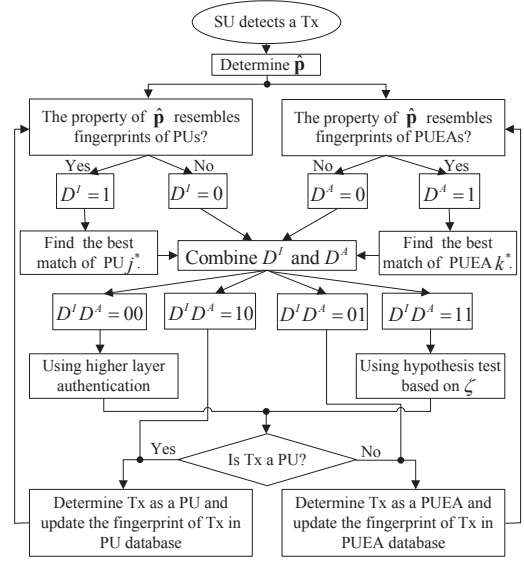 SU detects a Tx
Determine p̂
The property of p̂ resembles
fingerprints of PUs?
The property of p̂ resembles
fingerprints of PUEAs?
Yes
No
No
Yes
D^I = 1
D^I = 0
D^A = 0
D^A = 1
Find the best
match of PU j*.
Combine D^I and D^A
Find the best
match of PUEA k*.
D^I D^A = 00
D^I D^A = 10
D^I D^A = 01
D^I D^A = 11
Using higher layer
authentication
Using hypothesis test
based on ζ
Yes
Is Tx a PU?
No
Determine Tx as a PU and
update the fingerprint of Tx in
PU database
Determine Tx as a PUEA and
update the fingerprint of Tx in
PUEA database